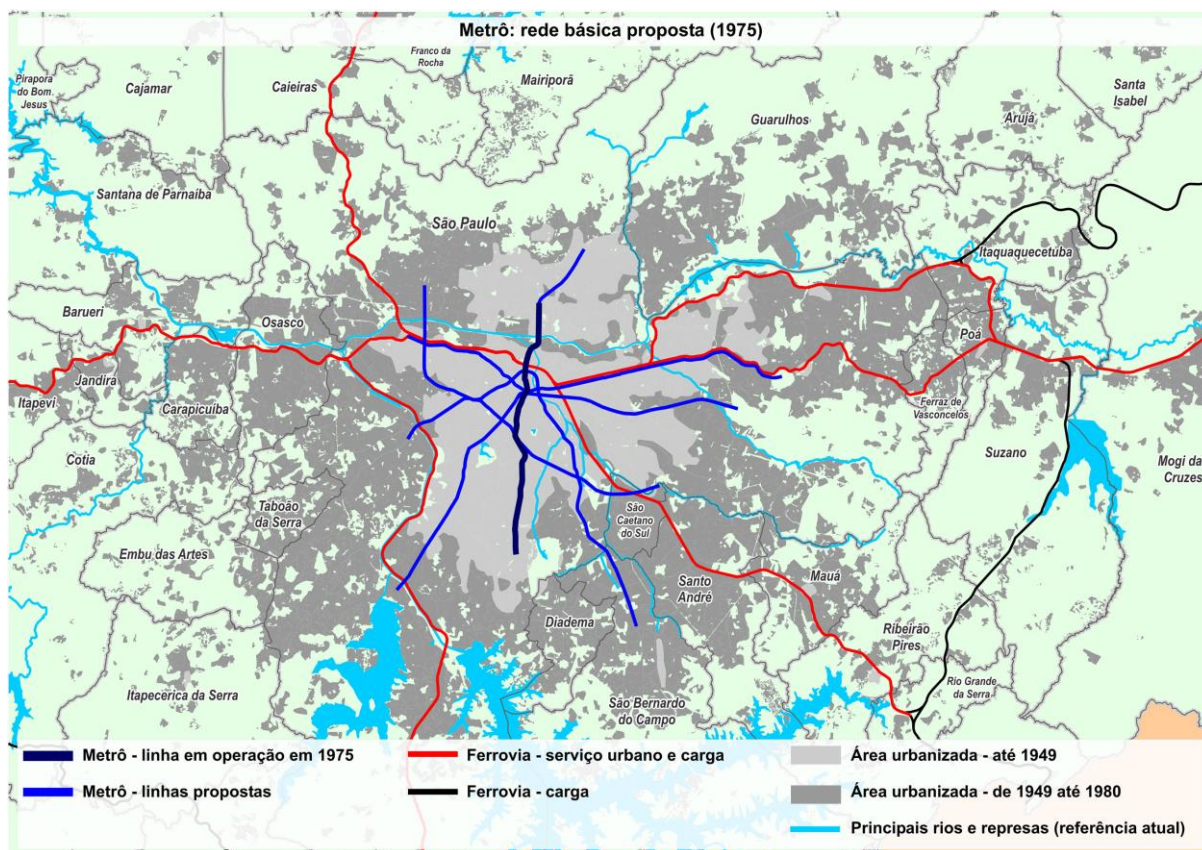 Metrô: rede básica proposta (1975)
Franco da
Rocha
Pirapora
do Bom
Jesus
Cajamar
Caieiras
Mairiporã
Santa
Isabel
Guarulhos
Arujá
Santana de Parnaíba
São Paulo
Itaquaquecetuba
Barueri
Osasco
Poá
Jandira
Itapevi
Carapicuíba
Ferraz de
Vasconcelos
Cotia
Suzano
Mogi das
Cruzes
Taboão
da Serra
São
Caetano
do Sul
Embu das Artes
Santo
André
Mauá
Diadema
Ribeirão
Pires
Itapecerica da Serra
Rio Grande
da Serra
São Bernardo
do Campo
Metrô - linha em operação em 1975
Ferrovia - serviço urbano e carga
Área urbanizada - até 1949
Metrô - linhas propostas
Ferrovia - carga
Área urbanizada - de 1949 até 1980
Principais rios e represas (referência atual)